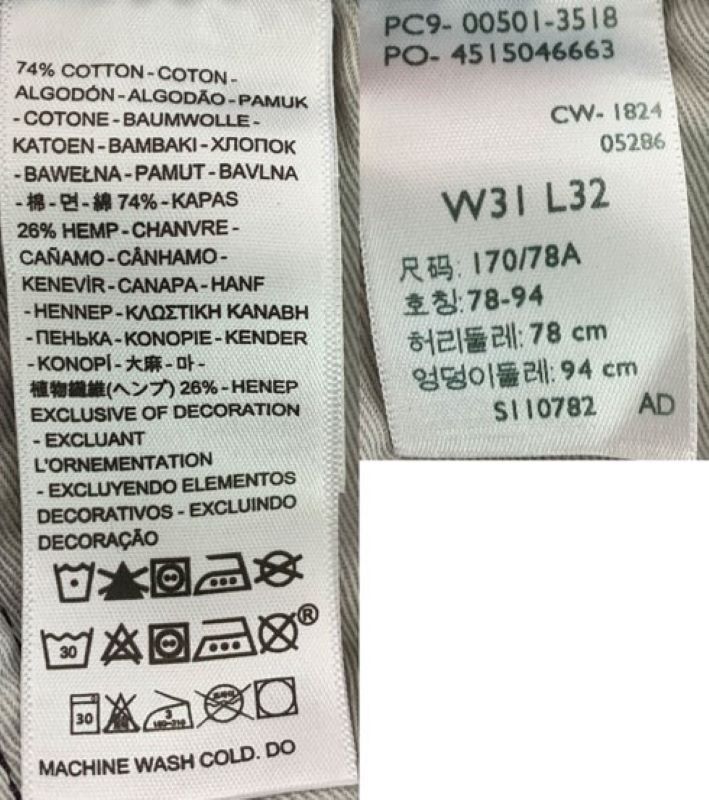 74% COTTON - COTON -
ALGODÓN - ALGODÃO - PAMUK
- COTONE - BAUMWOLLE -
KATOEN - BAMBAKI - ХЛОПОК
- BAWEŁNA - PAMUT - BAVLNA
- 棉 - 면 - 綿 74% - KAPAS
26% HEMP - CHANVRE -
CAÑAMO - CÂNHAMO -
KENEVİR - CANAPA - HANF
- HENNEP - ΚΛΩΣΤΙΚΗ ΚΑΝΑΒΗ
- ПЕНЬКА - KONOPIE - KENDER
- KONOPÍ - 大麻 - 마 -
植物繊維(ヘンプ) 26% - HENEP
EXCLUSIVE OF DECORATION
- EXCLUANT
L'ORNEMENTATION
- EXCLUYENDO ELEMENTOS
DECORATIVOS - EXCLUINDO
DECORAÇÃO
30 ®
30 3
MACHINE WASH COLD. DO
PC9- 00501-3518
PO- 4515046663
CW- 1824
05286
W31 L32
尺码: 170/78A
호칭: 78-94
허리둘레: 78 cm
엉덩이둘레: 94 cm
S110782 AD